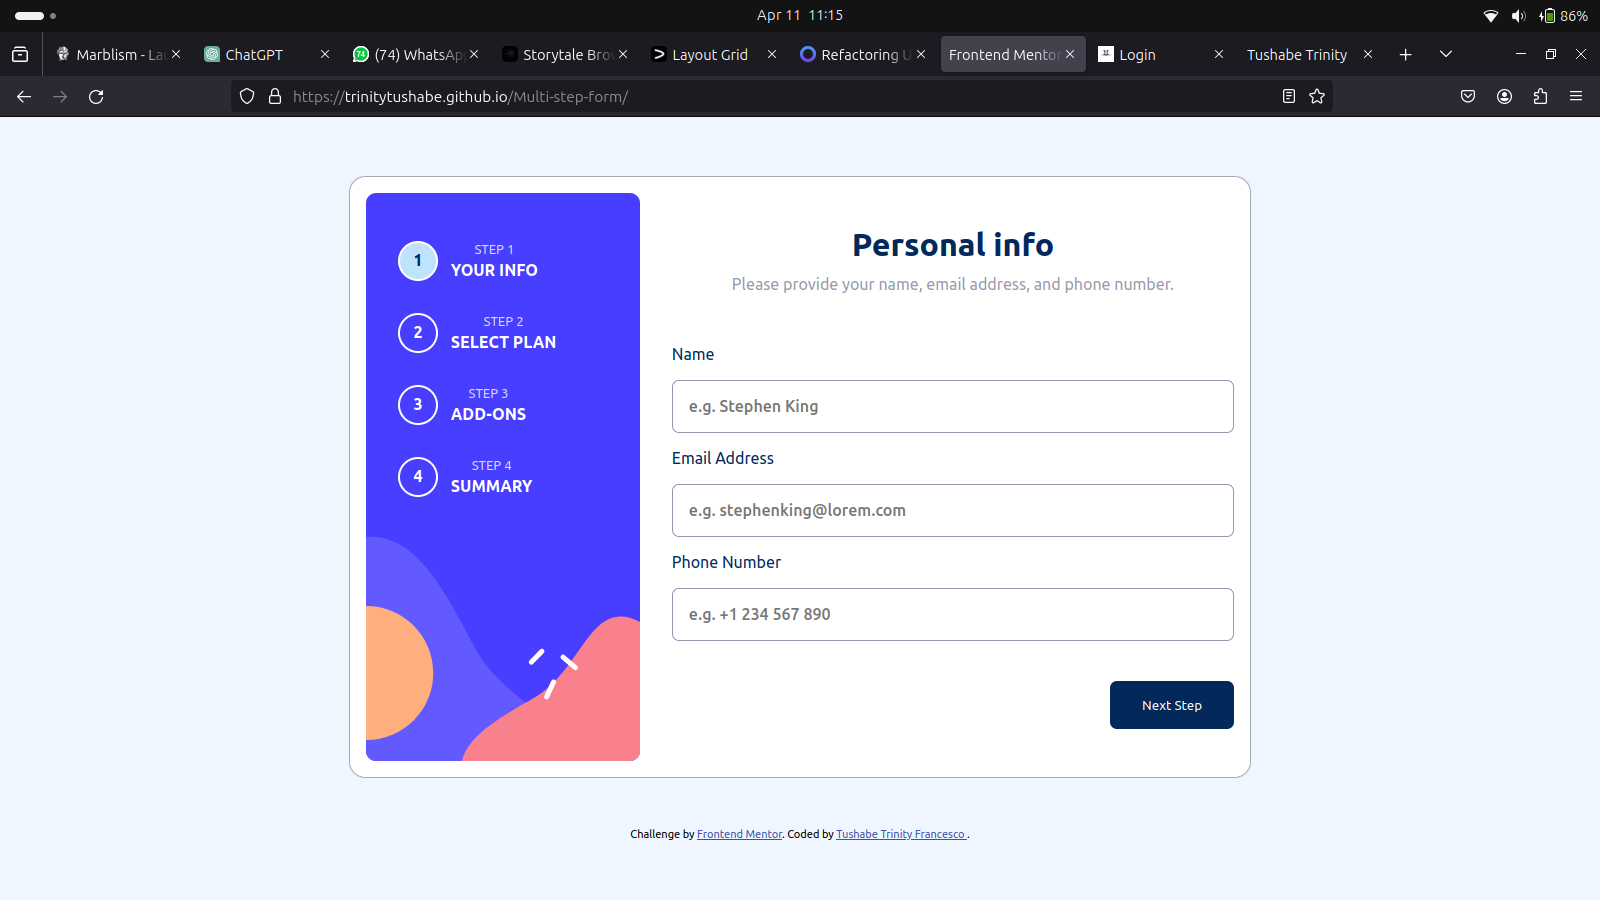 Apr 11 11:15
86%
Marblism - La
ChatGPT
74
(74) WhatsAp
Storytale Bro
Layout Grid
Refactoring U
Frontend Mentor
Login
Tushabe Trinity
https://trinitytushabe.github.io/Multi-step-form/
1
STEP 1
YOUR INFO
2
STEP 2
SELECT PLAN
3
STEP 3
ADD-ONS
4
STEP 4
SUMMARY
Personal info
Please provide your name, email address, and phone number.
Name
e.g. Stephen King
Email Address
e.g. stephenking@lorem.com
Phone Number
e.g. +1 234 567 890
Next Step
Challenge by Frontend Mentor. Coded by Tushabe Trinity Francesco .